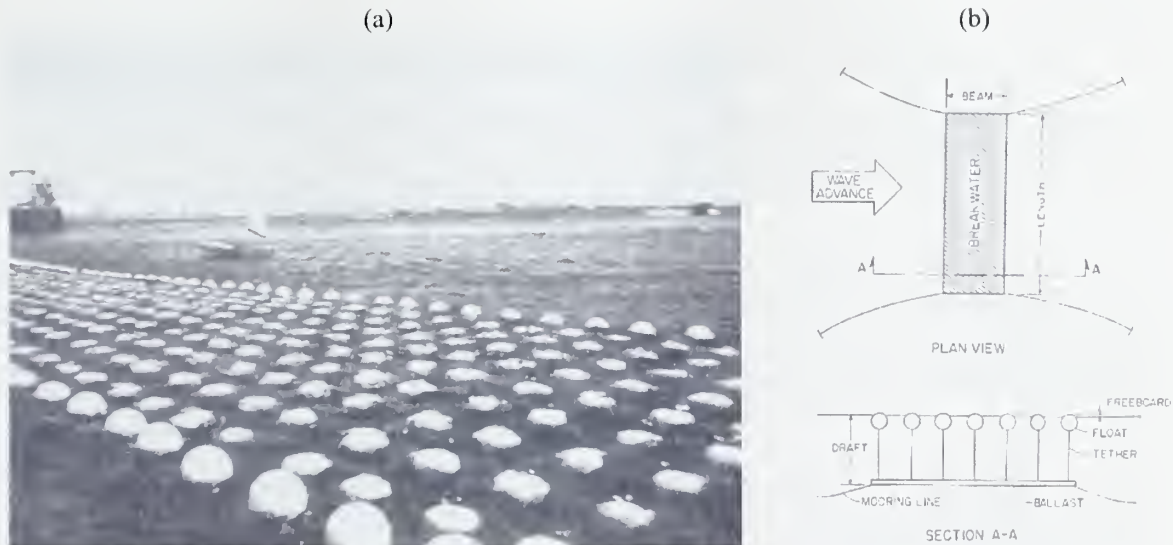 (a)
(b)
BEAM
WAVE
ADVANCE
BREAKWATER
LENGTH
A
A
PLAN VIEW
FREEBOARD
FLOAT
DRAFT
TETHER
MOORING LINE
BALLAST
SECTION A-A